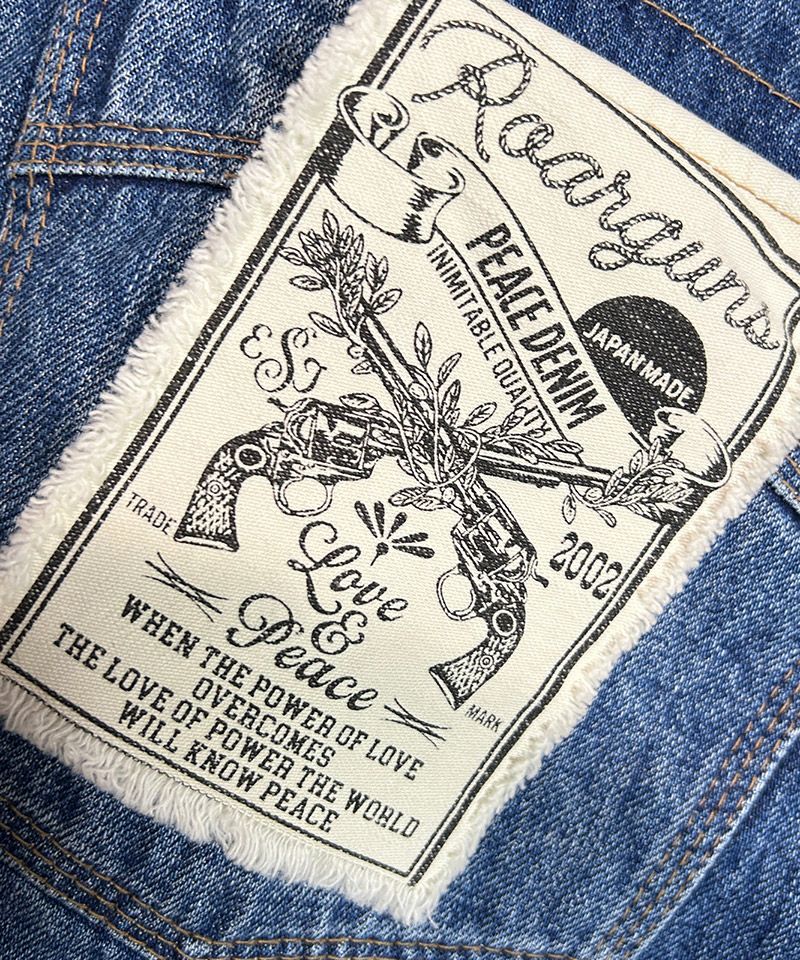 Roarguns
PEACE DENIM
INIMITABLE QUALITY
JAPAN MADE
TRADE
2002
Love
&
Peace
MARK
WHEN THE POWER OF LOVE
OVERCOMES
THE LOVE OF POWER THE WORLD
WILL KNOW PEACE